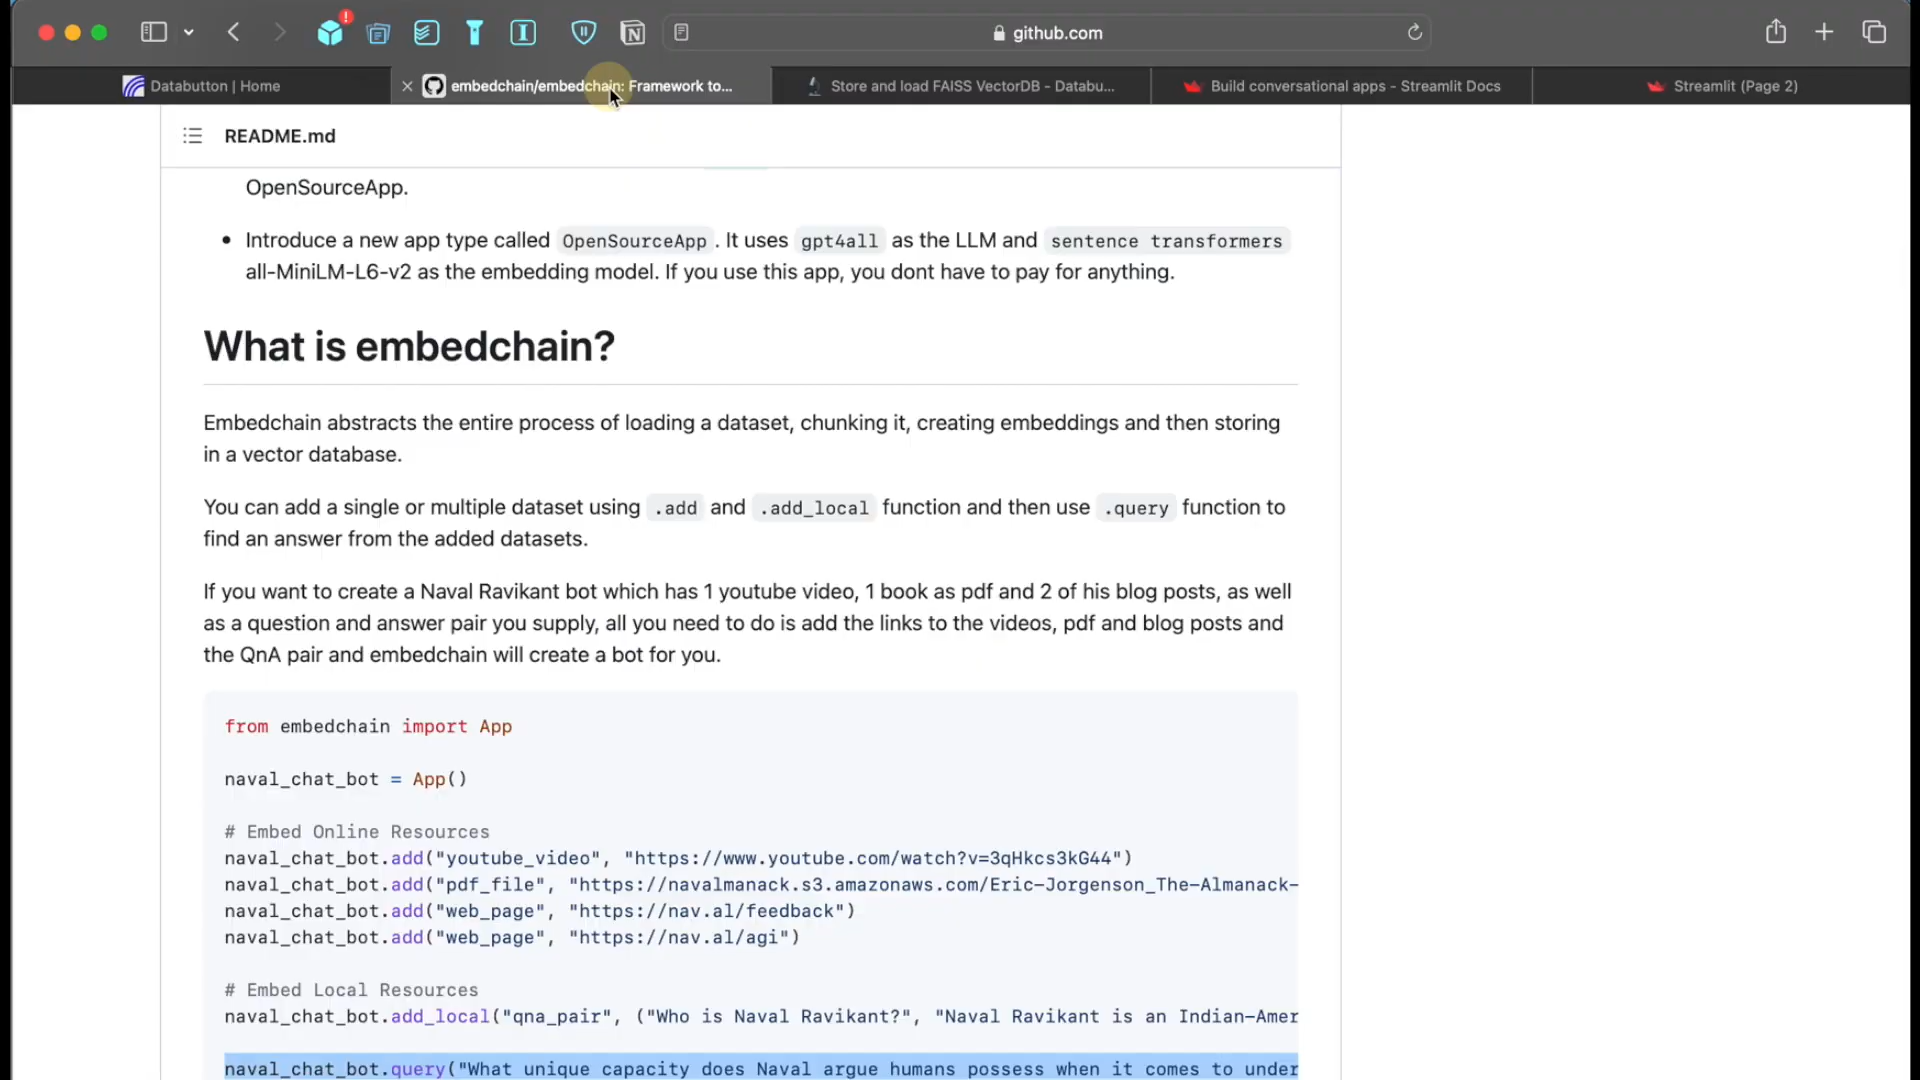 github.com
Databutton | Home
embedchain/embedchain: Framework to...
Store and load FAISS VectorDB - Databu...
Build conversational apps - Streamlit Docs
Streamlit (Page 2)
README.md
OpenSourceApp.
• Introduce a new app type called OpenSourceApp . It uses gpt4all as the LLM and sentence transformers
all-MiniLM-L6-v2 as the embedding model. If you use this app, you dont have to pay for anything.
What is embedchain?
Embedchain abstracts the entire process of loading a dataset, chunking it, creating embeddings and then storing
in a vector database.
You can add a single or multiple dataset using .add and .add_local function and then use .query function to
find an answer from the added datasets.
If you want to create a Naval Ravikant bot which has 1 youtube video, 1 book as pdf and 2 of his blog posts, as well
as a question and answer pair you supply, all you need to do is add the links to the videos, pdf and blog posts and
the QnA pair and embedchain will create a bot for you.
from embedchain import App
naval_chat_bot = App()
# Embed Online Resources
naval_chat_bot.add("youtube_video", "https://www.youtube.com/watch?v=3qHkcs3kG44")
naval_chat_bot.add("pdf_file", "https://navalmanack.s3.amazonaws.com/Eric-Jorgenson_The-Almanack-
naval_chat_bot.add("web_page", "https://nav.al/feedback")
naval_chat_bot.add("web_page", "https://nav.al/agi")
# Embed Local Resources
naval_chat_bot.add_local("qna_pair", ("Who is Naval Ravikant?", "Naval Ravikant is an Indian-Amer
naval_chat_bot.query("What unique capacity does Naval argue humans possess when it comes to under